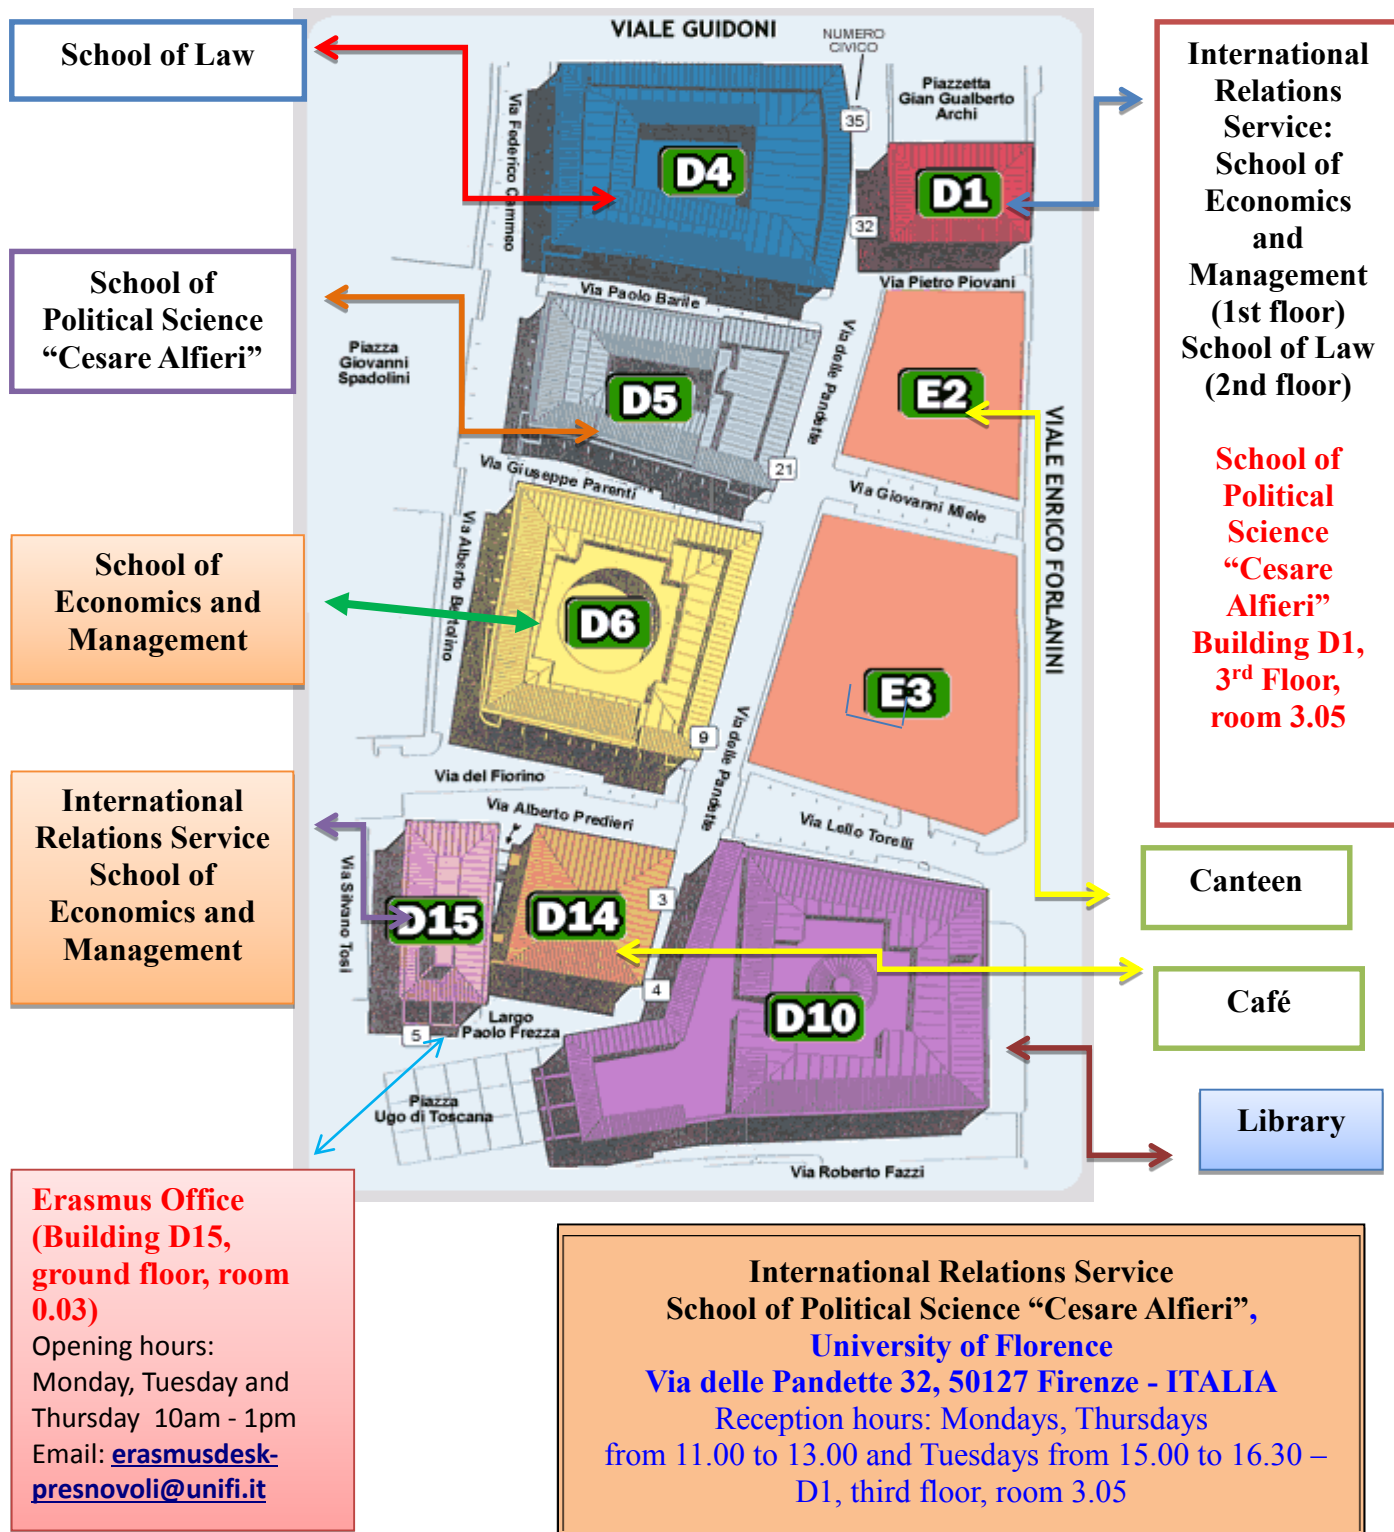 VIALE GUIDONI
NUMERO
CIVICO
School of Law
Piazzetta
Gian Gualberto
Archi
35
Via Federico Cammeo
D4
D1
32
International
Relations
Service:
School of
Economics
and
Management
(1st floor)
School of Law
(2nd floor)
School of
Political
Science
“Cesare
Alfieri”
Building D1,
3rd Floor,
room 3.05
Via Pietro Piovani
Via Paolo Barile
School of
Political Science
“Cesare Alfieri”
Piazza
Giovanni
Spadolini
Via delle Pandette
D5
E2
VIALE ENRICO FORLANINI
21
Via Giuseppe Parenti
Via Giovanni Miele
Via Alberto Bertolino
School of
Economics and
Management
D6
E3
9
Via delle Pandette
Via del Fiorino
International
Relations Service
School of
Economics and
Management
Via Alberto Predieri
Via Lello Torelli
Via Silvano Tosi
D15
D14
3
4
Canteen
Café
D10
5
Largo
Paolo Frezza
Piazza
Ugo di Toscana
Library
Via Roberto Fazzi
Erasmus Office
(Building D15,
ground floor, room
0.03)
Opening hours:
Monday, Tuesday and
Thursday 10am - 1pm
Email: erasmusdesk-
presnovoli@unifi.it
International Relations Service
School of Political Science “Cesare Alfieri”,
University of Florence
Via delle Pandette 32, 50127 Firenze - ITALIA
Reception hours: Mondays, Thursdays
from 11.00 to 13.00 and Tuesdays from 15.00 to 16.30 –
D1, third floor, room 3.05